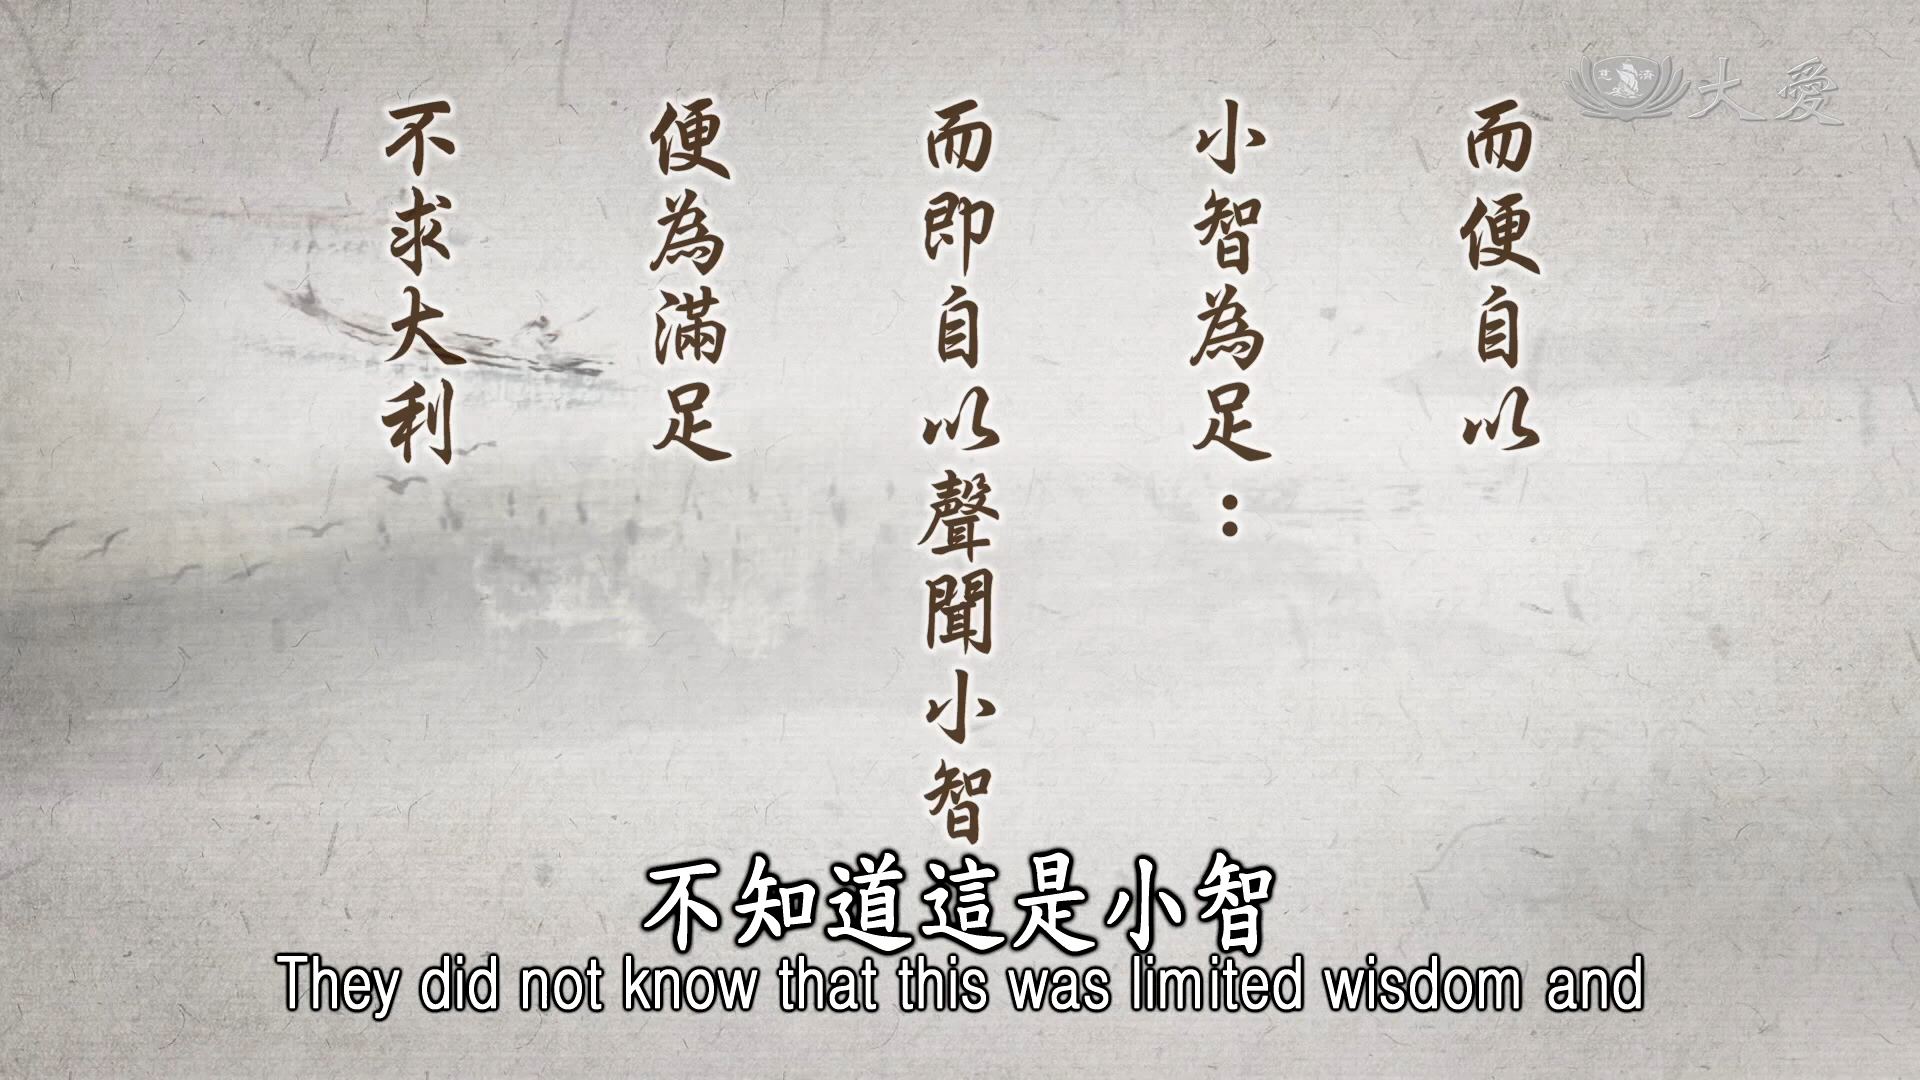 而便自以
小智為足：
而即自以聲聞小智
便為滿足
不求大利
不知道這是小智
They did not know that this was limited wisdom and
慈濟
大愛